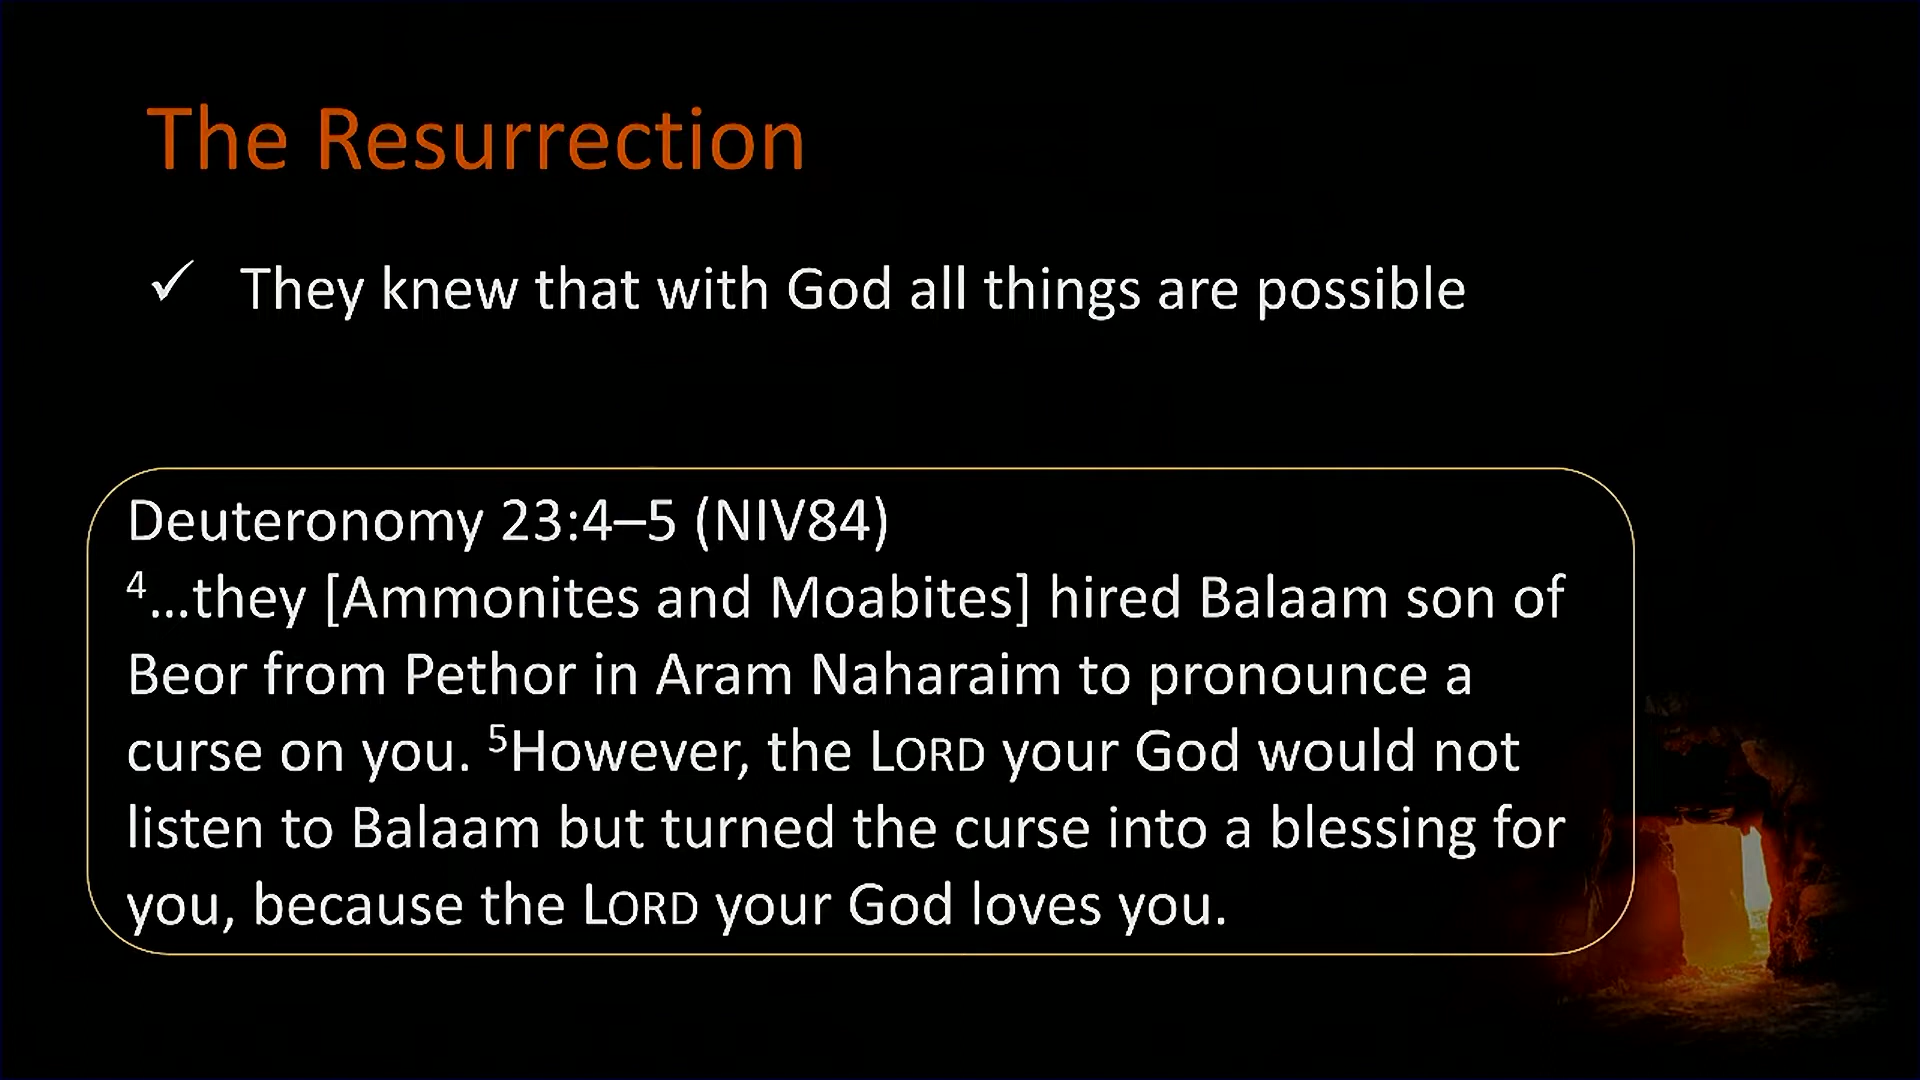 The Resurrection
✓ They knew that with God all things are possible
Deuteronomy 23:4–5 (NIV84)
4…they [Ammonites and Moabites] hired Balaam son of
Beor from Pethor in Aram Naharaim to pronounce a
curse on you. 5However, the LORD your God would not
listen to Balaam but turned the curse into a blessing for
you, because the LORD your God loves you.